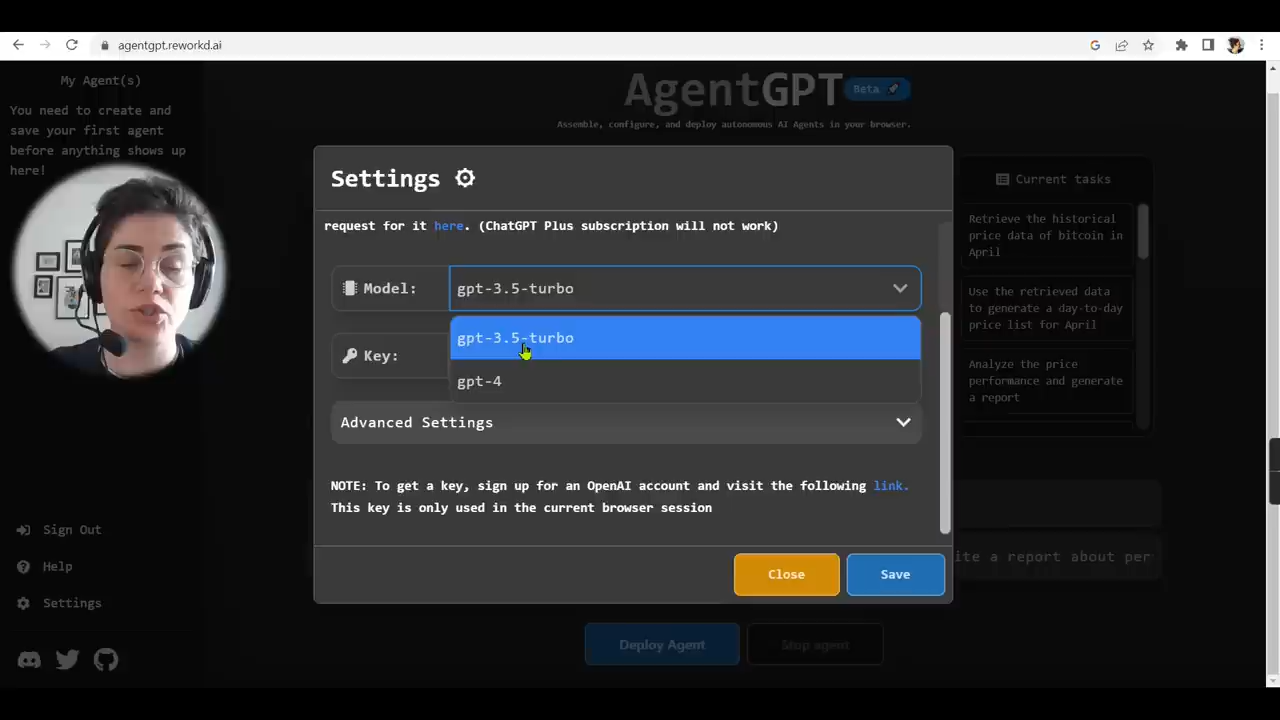 agentgpt.reworkd.ai
My Agent(s)
You need to create and
save your first agent
before anything shows up
here!
Sign Out
Help
Settings
AgentGPT
Beta
Assemble, configure, and deploy autonomous AI Agents in your browser.
Settings
request for it here. (ChatGPT Plus subscription will not work)
Model:
gpt-3.5-turbo
gpt-3.5-turbo
gpt-4
Key:
Advanced Settings
NOTE: To get a key, sign up for an OpenAI account and visit the following link.
This key is only used in the current browser session
Close
Save
Current tasks
Retrieve the historical
price data of bitcoin in
April
Use the retrieved data
to generate a day-to-day
price list for April
Analyze the price
performance and generate
a report
a report about
Deploy Agent
Stop agent